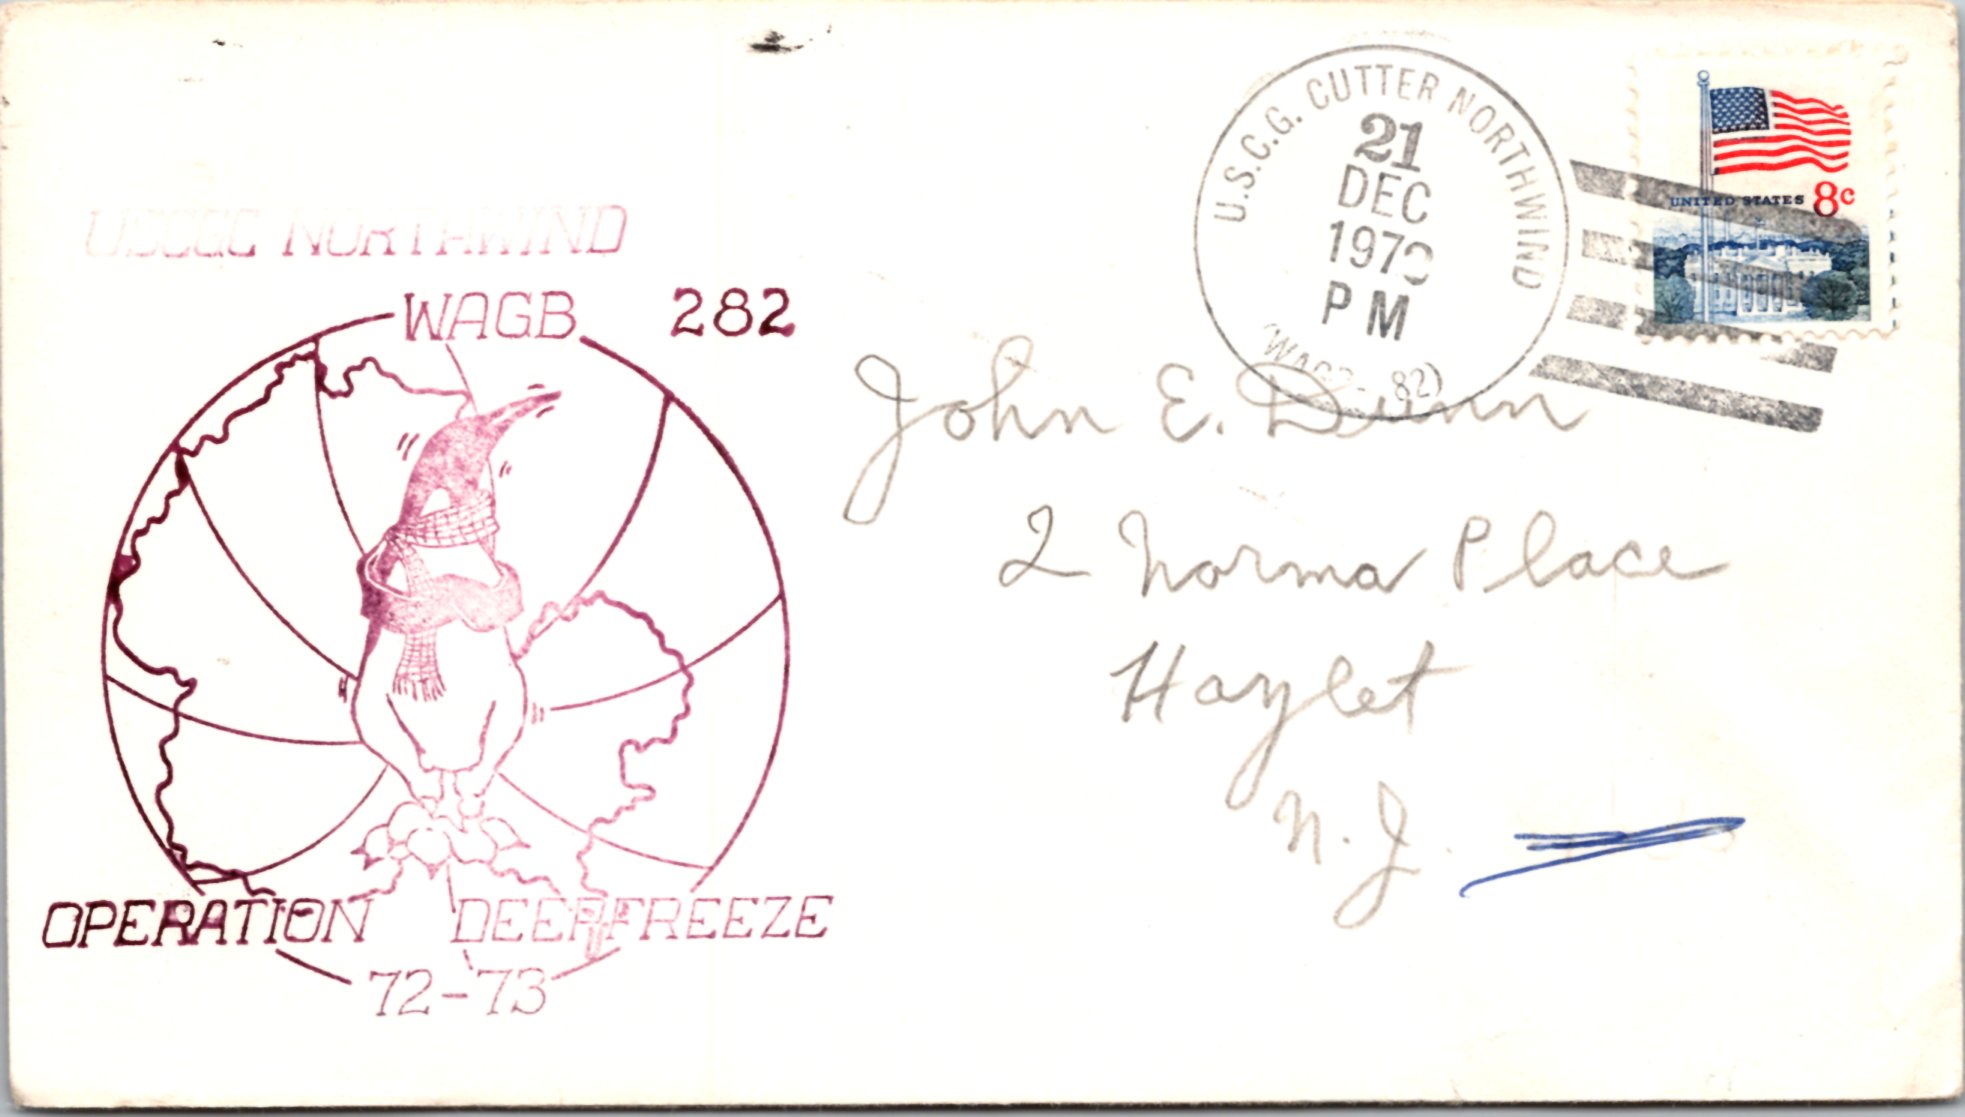 USCGC NORTHWIND
WAGB 282
OPERATION DEEPFREEZE
72-73
U.S.C.G. CUTTER NORTHWIND
21
DEC
PM
UNITED STATES 8c
John E. Dunn
2 Norma Place
Hazlet
N.J.